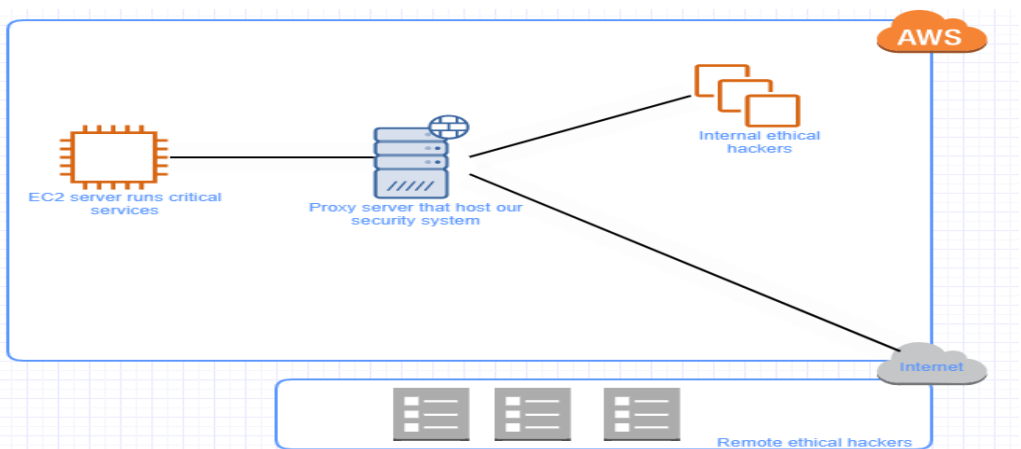 AWS
Internal ethical
hackers
EC2 server runs critical
services
Proxy server that host our
security system
Internet
Remote ethical hackers